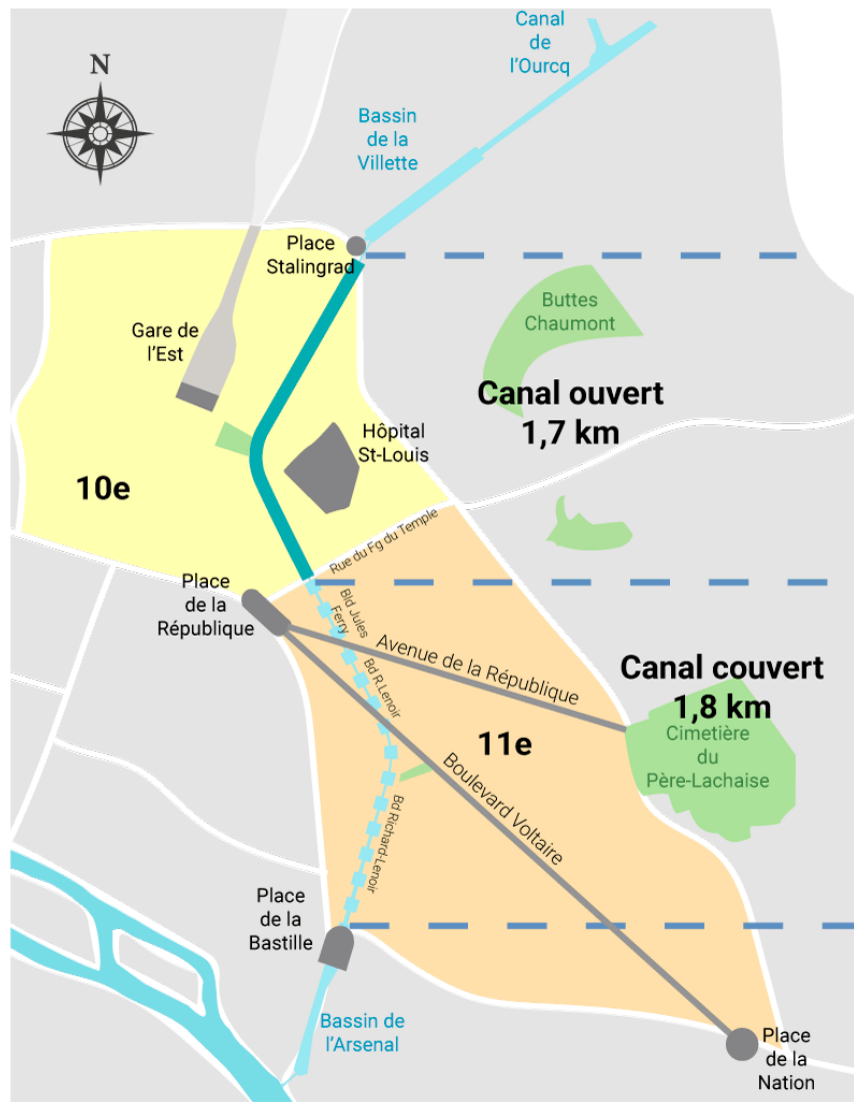 Canal
de
l'Ourcq
N
Bassin
de la
Villette
Place
Stalingrad
Buttes
Chaumont
Gare de
l'Est
Canal ouvert
1,7 km
Hôpital
St-Louis
10e
Rue du Fg du Temple
Place
de la
République
Bld Jules
Ferry
Avenue de la République
Bd R.Lenoir
Canal couvert
1,8 km
11e
Cimetière
du
Père-Lachaise
Boulevard Voltaire
Bd Richard-Lenoir
Place
de la
Bastille
Bassin de
l'Arsenal
Place
de la
Nation